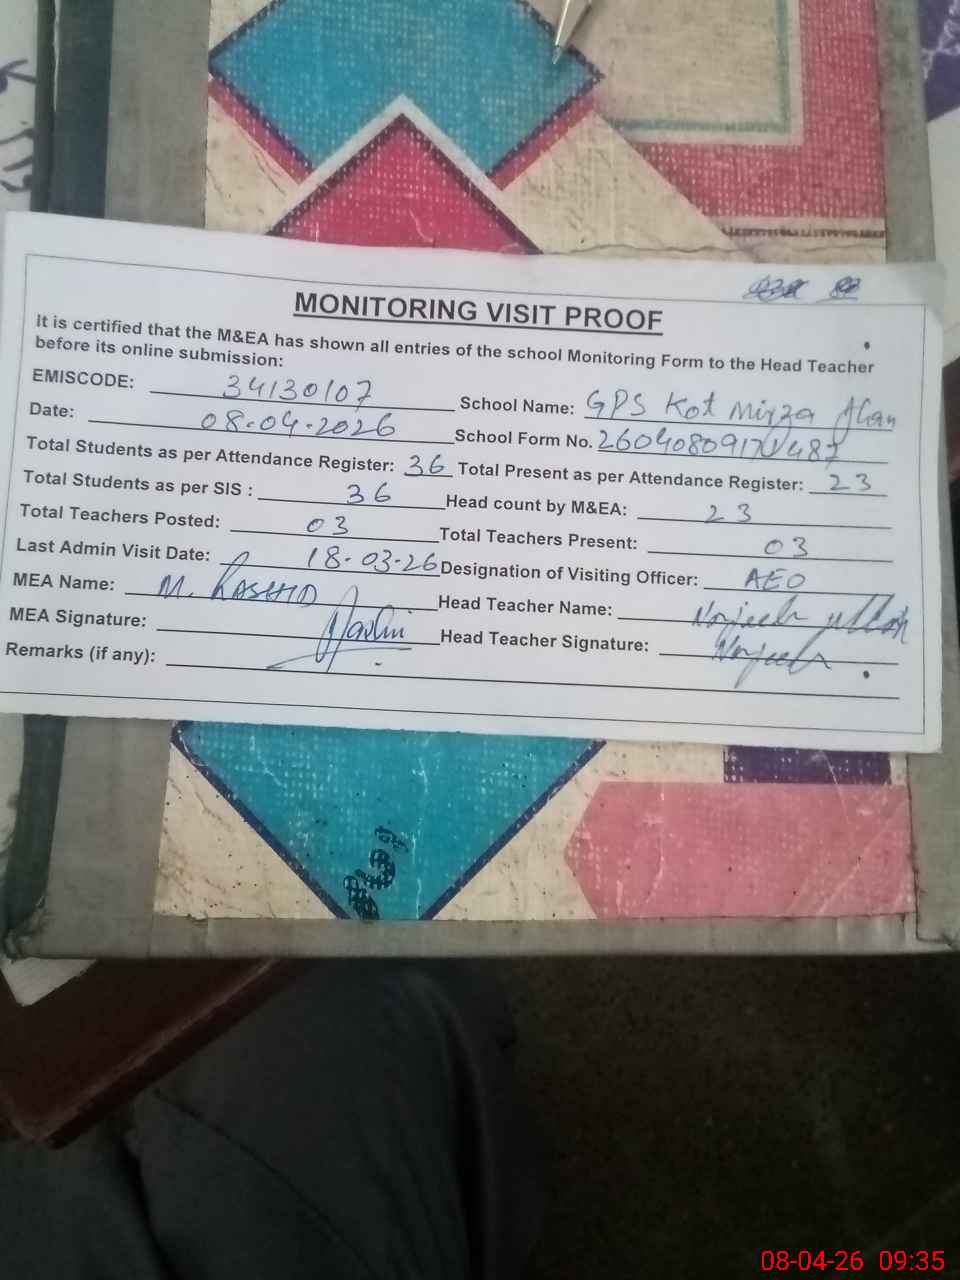 MONITORING VISIT PROOF
It is certified that the M&EA has shown all entries of the school Monitoring Form to the Head Teacher
before its online submission:
EMISCODE: 34130107 School Name: GPS Kot Mirza Jhan
Date: 08-04-2026 School Form No. 26040809171487
Total Students as per Attendance Register: 36 Total Present as per Attendance Register: 23
Total Students as per SIS : 36 Head count by M&EA: 23
Total Teachers Posted: 03 Total Teachers Present: 03
Last Admin Visit Date: 18-03-26 Designation of Visiting Officer: AEO
MEA Name: M. RASHID Head Teacher Name: Najeeb ullah
MEA Signature: Head Teacher Signature: Najeeb
Remarks (if any):
08-04-26 09:35